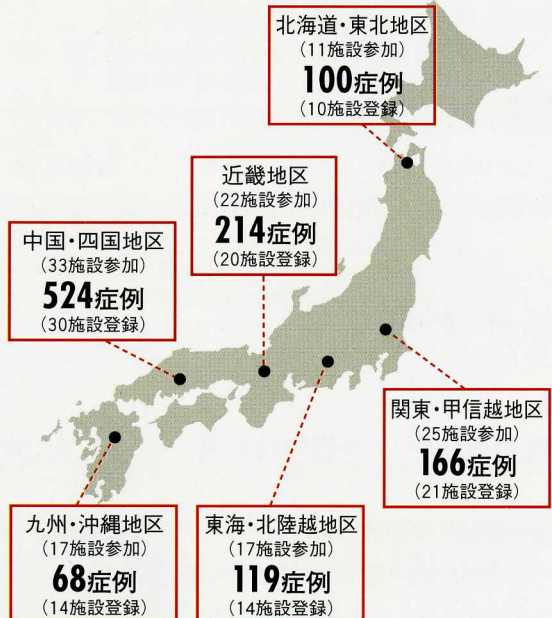 北海道・東北地区
（11施設参加）
100症例
（10施設登録）
近畿地区
（22施設参加）
214症例
（20施設登録）
中国・四国地区
（33施設参加）
524症例
（30施設登録）
関東・甲信越地区
（25施設参加）
166症例
（21施設登録）
九州・沖縄地区
（17施設参加）
68症例
（14施設登録）
東海・北陸越地区
（17施設参加）
119症例
（14施設登録）